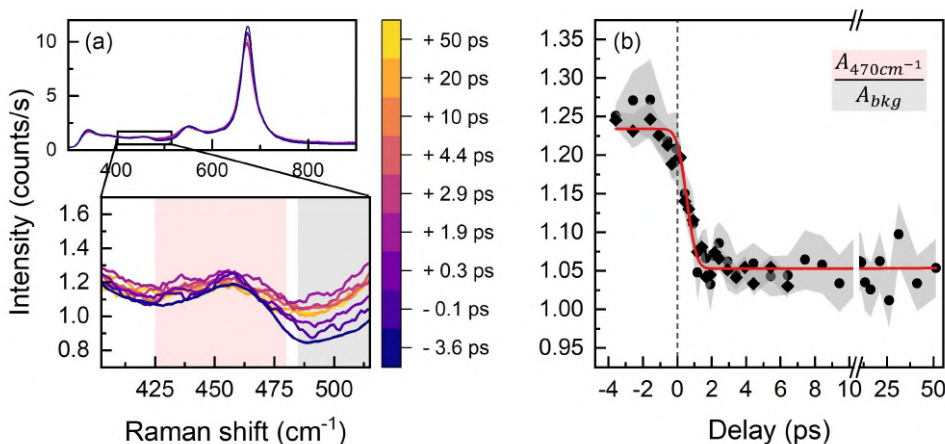 (a)
10
5
0
400 600 800
Intensity (counts/s)
1.6
1.4
1.2
1.0
0.8
425 450 475 500
Raman shift (cm⁻¹)
+ 50 ps
+ 20 ps
+ 10 ps
+ 4.4 ps
+ 2.9 ps
+ 1.9 ps
+ 0.3 ps
- 0.1 ps
- 3.6 ps
(b)
A470cm⁻¹
Abkg
1.35
1.30
1.25
1.20
1.15
1.10
1.05
1.00
0.95
-4 -2 0 2 4 6 8 10 25 50
Delay (ps)